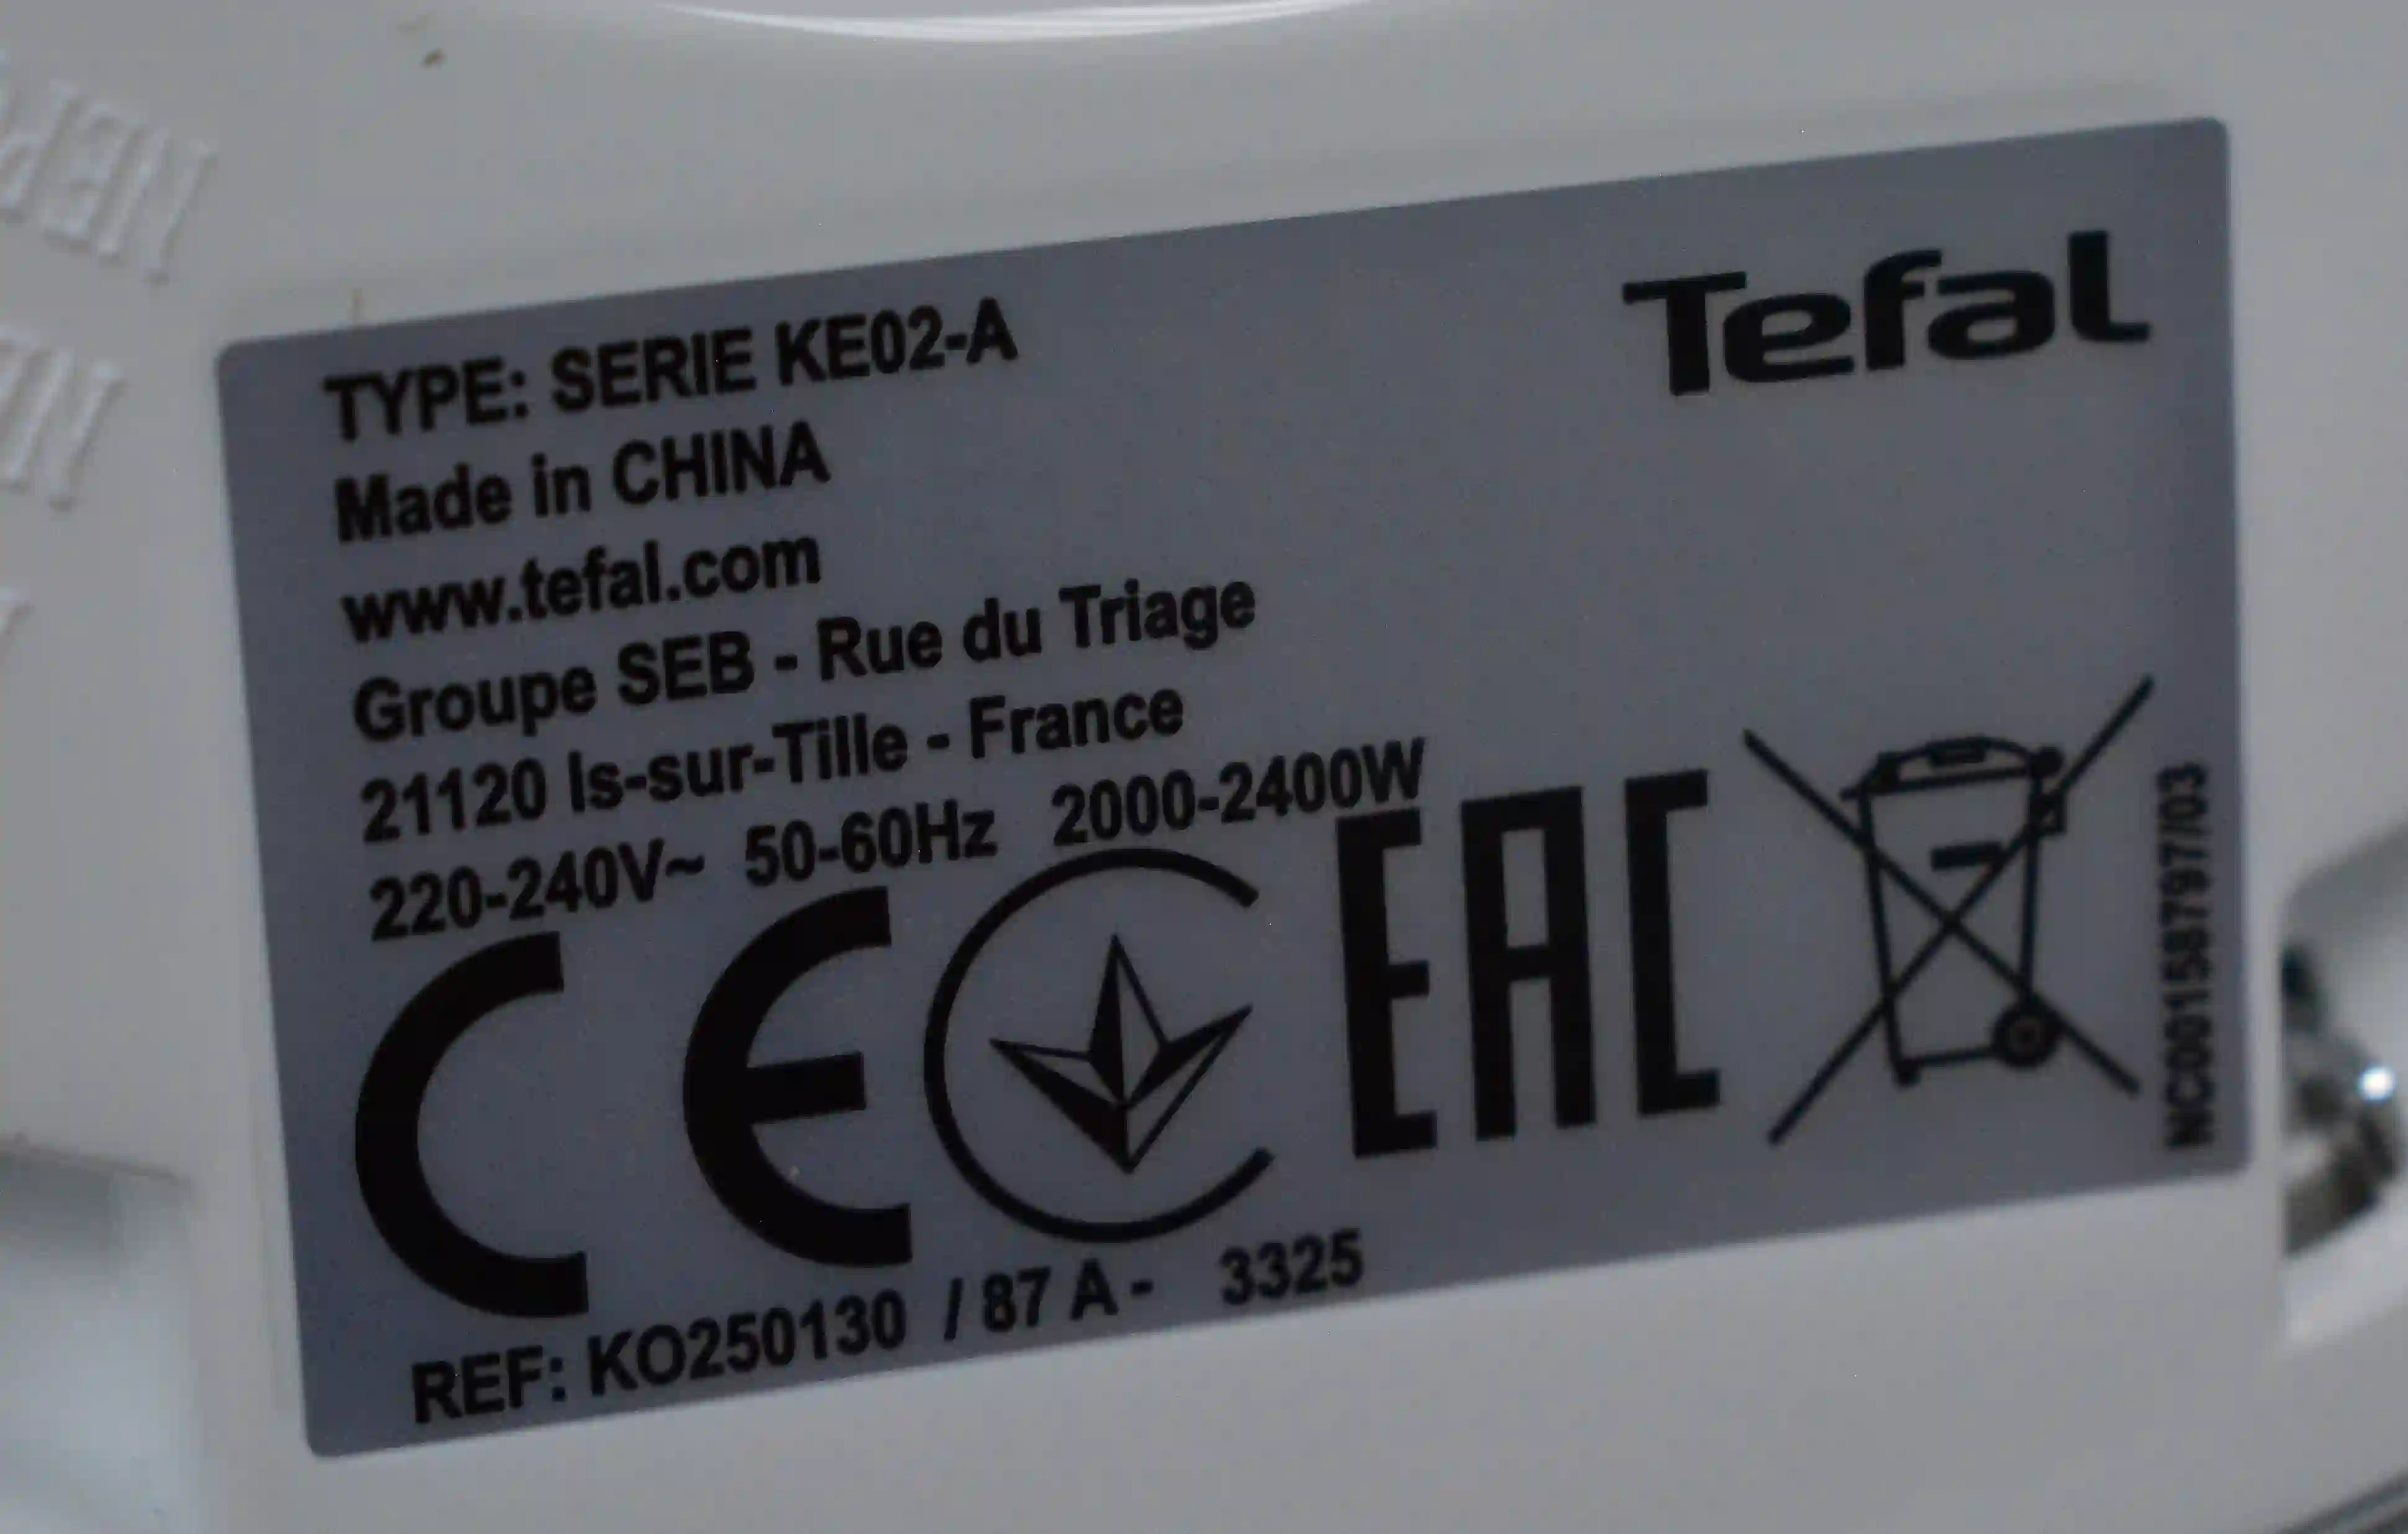 Tefal
TYPE: SERIE KE02-A
Made in CHINA
www.tefal.com
Groupe SEB - Rue du Triage
21120 Is-sur-Tille - France
220-240V~ 50-60Hz 2000-2400W
CE EAC
NC00158797/03
REF: KO250130 / 87 A - 3325